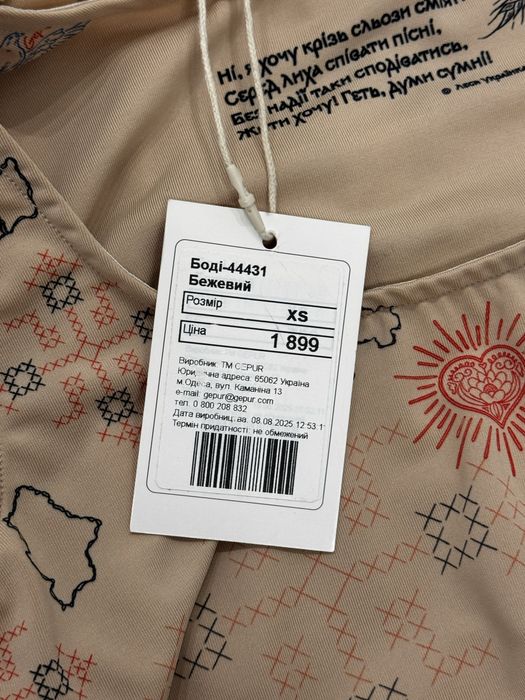 Ні, я хочу крізь сльози сміятись,
Серед лиха співати пісні,
Без надії таки сподіватись,
Жити хочу! Геть, думи сумні!
© Леся Українка
Боді-44431
Бежевий
Розмір XS
Ціна 1 899
Виробник: ТМ GEPUR
Юридична адреса: 65062 Україна
м.Одеса, вул. Каманіна 13
e-mail: gepur@gepur.com
тел. 0 800 208 832
Дата виробниц..ва: 08.08.2025 12:53:1
Термін придатності: не обмежений